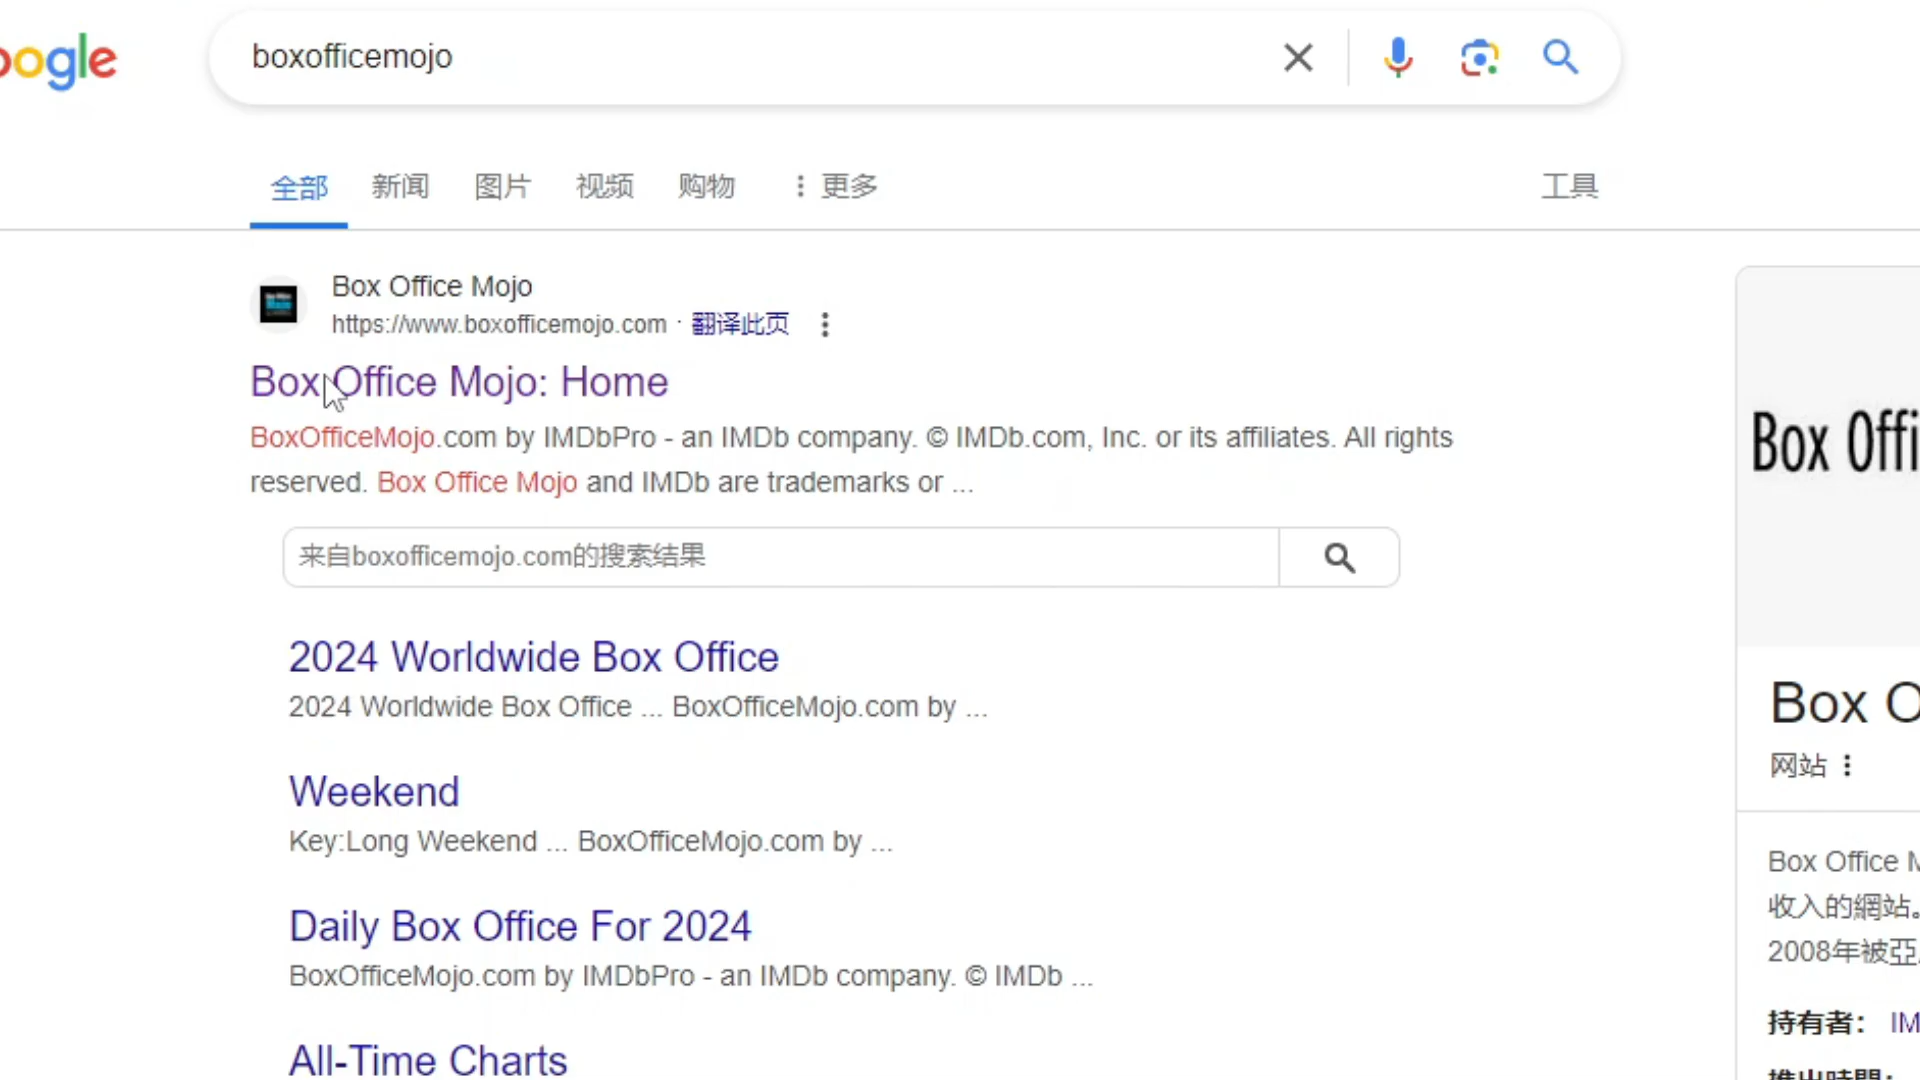 oogle
boxofficemojo
全部 新闻 图片 视频 购物 更多 工具
Box Office Mojo
https://www.boxofficemojo.com · 翻译此页
Box Office Mojo: Home
BoxOfficeMojo.com by IMDbPro - an IMDb company. © IMDb.com, Inc. or its affiliates. All rights
reserved. Box Office Mojo and IMDb are trademarks or ...
来自boxofficemojo.com的搜索结果
2024 Worldwide Box Office
2024 Worldwide Box Office ... BoxOfficeMojo.com by ...
Weekend
Key:Long Weekend ... BoxOfficeMojo.com by ...
Daily Box Office For 2024
BoxOfficeMojo.com by IMDbPro - an IMDb company. © IMDb ...
All-Time Charts
Box Offi
Box O
网站
Box Office M
收入的網站。
2008年被亞
持有者： IM
推出時間：